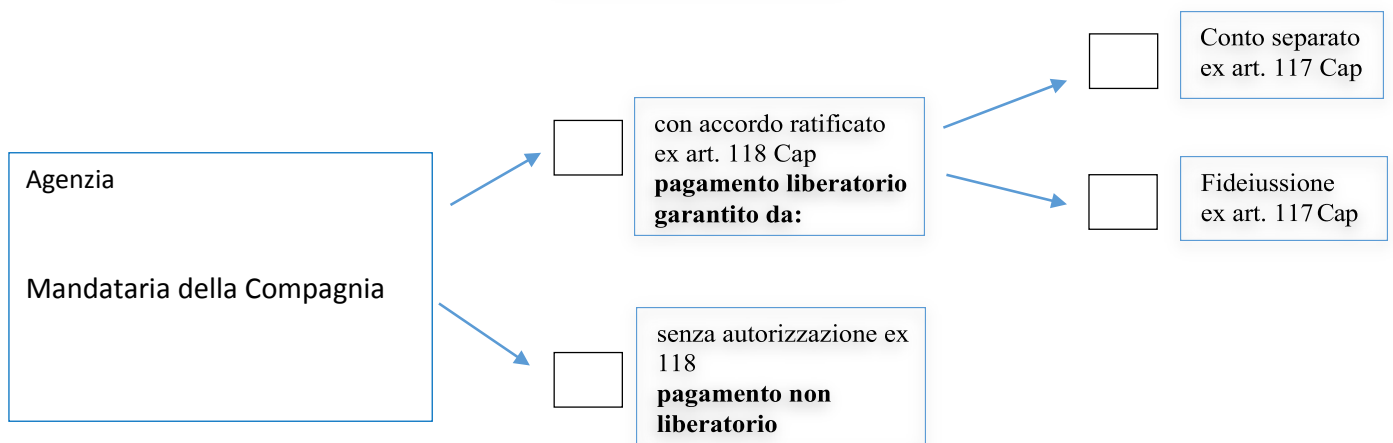 Agenzia
Mandataria della Compagnia
con accordo ratificato
ex art. 118 Cap
pagamento liberatorio
garantito da:
Conto separato
ex art. 117 Cap
Fideiussione
ex art. 117 Cap
senza autorizzazione ex
118
pagamento non
liberatorio